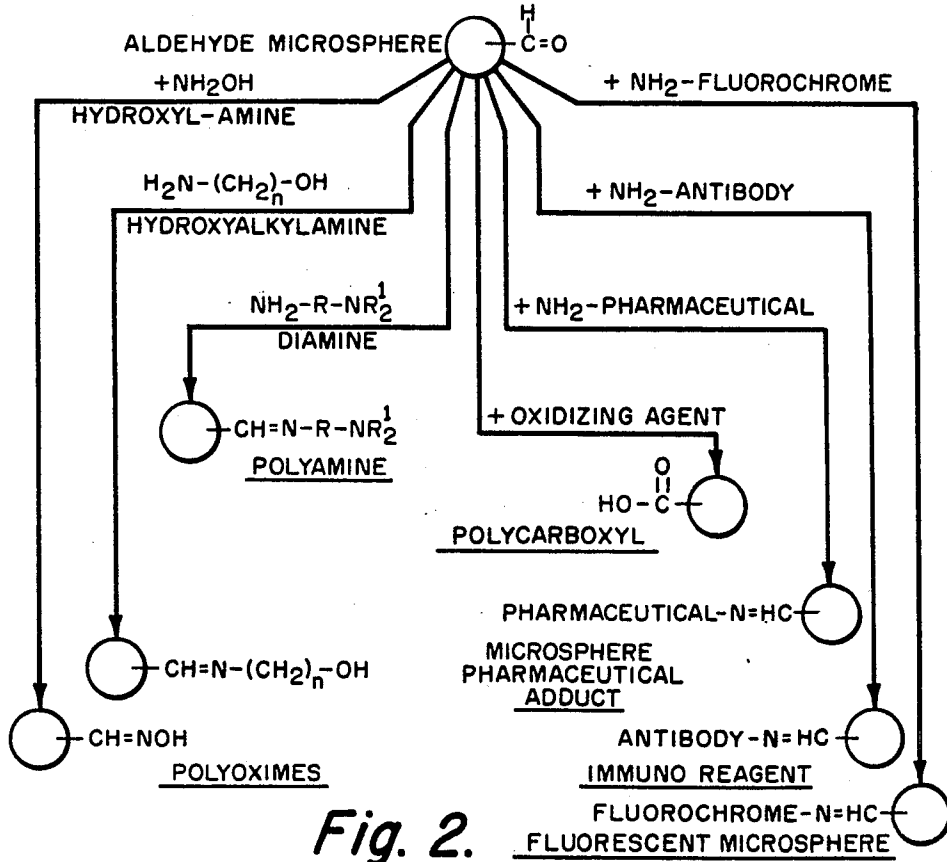 ALDEHYDE MICROSPHERE
H
C=O
+NH2OH
HYDROXYL-AMINE
+ NH2-FLUOROCHROME
H2N-(CH2)n-OH
HYDROXYALKYLAMINE
+ NH2-ANTIBODY
NH2-R-NR21
DIAMINE
+ NH2-PHARMACEUTICAL
CH=N-R-NR21
POLYAMINE
+ OXIDIZING AGENT
O
HO-C
POLYCARBOXYL
PHARMACEUTICAL-N=HC
MICROSPHERE
PHARMACEUTICAL
ADDUCT
CH=N-(CH2)n-OH
CH=NOH
POLYOXIMES
ANTIBODY-N=HC
IMMUNO REAGENT
FLUOROCHROME-N=HC
FLUORESCENT MICROSPHERE
Fig. 2.